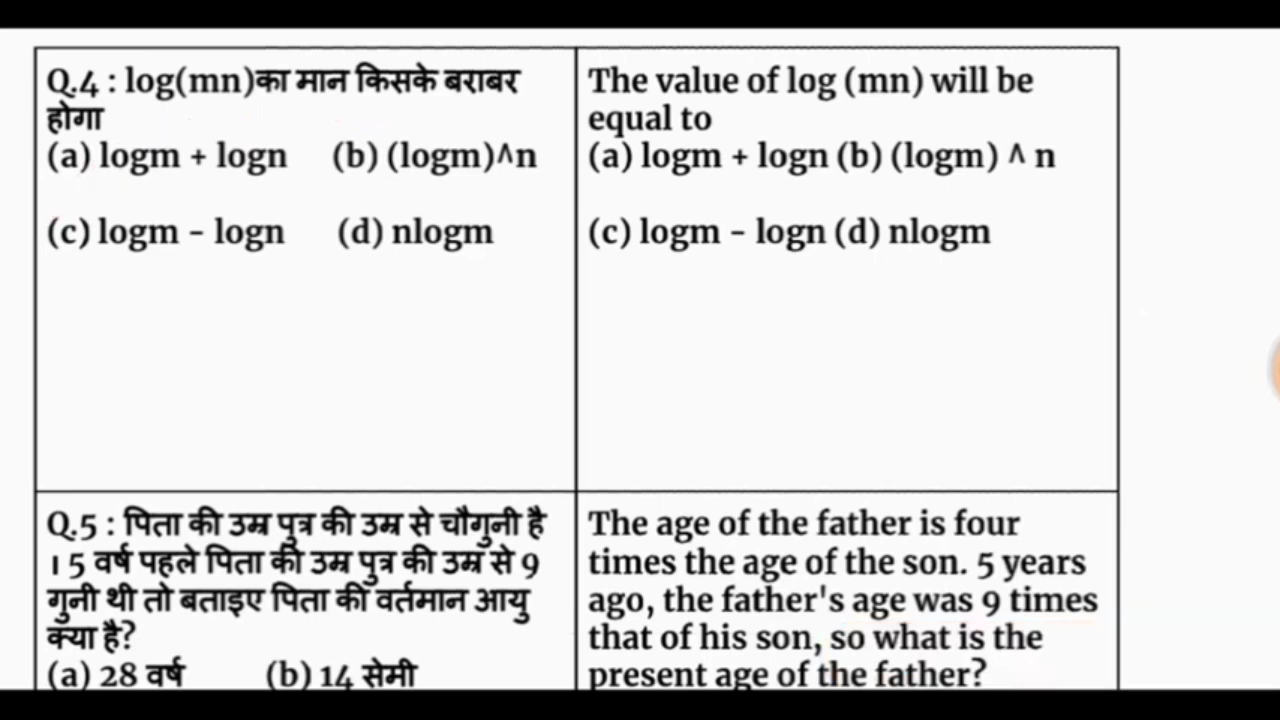 Q.4 : log(mn)का मान किसके बराबर
होगा
(a) logm + logn (b) (logm)^n
(c) logm - logn (d) nlogm
The value of log (mn) will be
equal to
(a) logm + logn (b) (logm) ^ n
(c) logm - logn (d) nlogm
Q.5 : पिता की उम्र पुत्र की उम्र से चौगुनी है
। 5 वर्ष पहले पिता की उम्र पुत्र की उम्र से 9
गुनी थी तो बताइए पिता की वर्तमान आयु
क्या है?
(a) 28 वर्ष (b) 14 सेमी
The age of the father is four
times the age of the son. 5 years
ago, the father's age was 9 times
that of his son, so what is the
present age of the father?